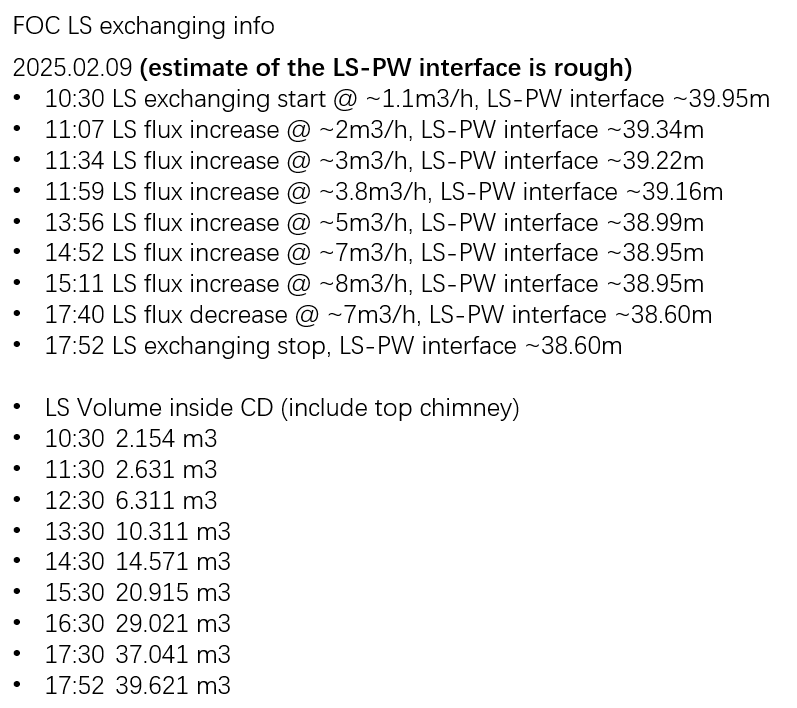 FOC LS exchanging info
2025.02.09 (estimate of the LS-PW interface is rough)
• 10:30 LS exchanging start @ ~1.1m3/h, LS-PW interface ~39.95m
• 11:07 LS flux increase @ ~2m3/h, LS-PW interface ~39.34m
• 11:34 LS flux increase @ ~3m3/h, LS-PW interface ~39.22m
• 11:59 LS flux increase @ ~3.8m3/h, LS-PW interface ~39.16m
• 13:56 LS flux increase @ ~5m3/h, LS-PW interface ~38.99m
• 14:52 LS flux increase @ ~7m3/h, LS-PW interface ~38.95m
• 15:11 LS flux increase @ ~8m3/h, LS-PW interface ~38.95m
• 17:40 LS flux decrease @ ~7m3/h, LS-PW interface ~38.60m
• 17:52 LS exchanging stop, LS-PW interface ~38.60m
• LS Volume inside CD (include top chimney)
• 10:30 2.154 m3
• 11:30 2.631 m3
• 12:30 6.311 m3
• 13:30 10.311 m3
• 14:30 14.571 m3
• 15:30 20.915 m3
• 16:30 29.021 m3
• 17:30 37.041 m3
• 17:52 39.621 m3